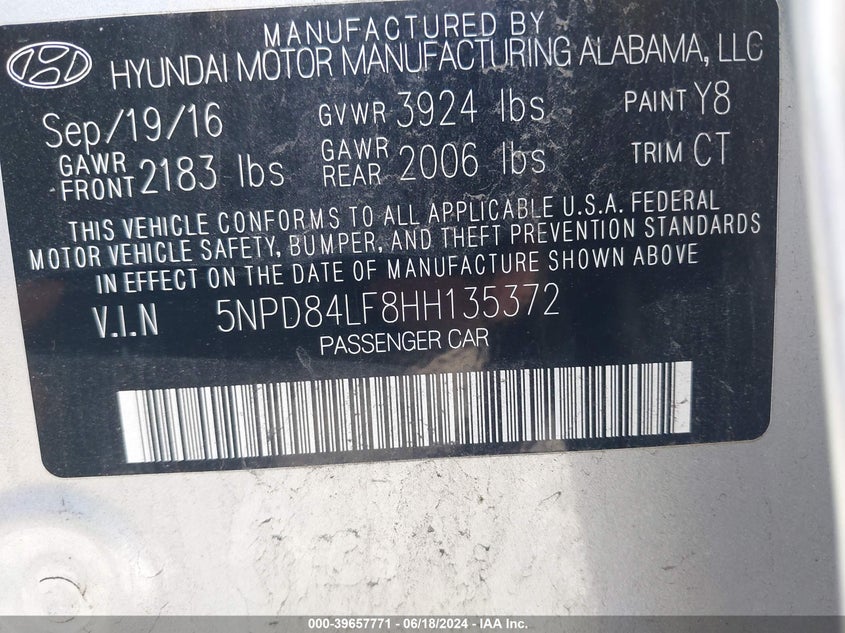 MANUFACTURED BY
HYUNDAI MOTOR MANUFACTURING ALABAMA, LLC
Sep/19/16 GVWR 3924 lbs PAINT Y8
GAWR FRONT 2183 lbs GAWR REAR 2006 lbs TRIM CT
THIS VEHICLE CONFORMS TO ALL APPLICABLE U.S.A. FEDERAL
MOTOR VEHICLE SAFETY, BUMPER, AND THEFT PREVENTION STANDARDS
IN EFFECT ON THE DATE OF MANUFACTURE SHOWN ABOVE
V.I.N 5NPD84LF8HH135372
PASSENGER CAR
000-39657771 - 06/18/2024 - IAA Inc.